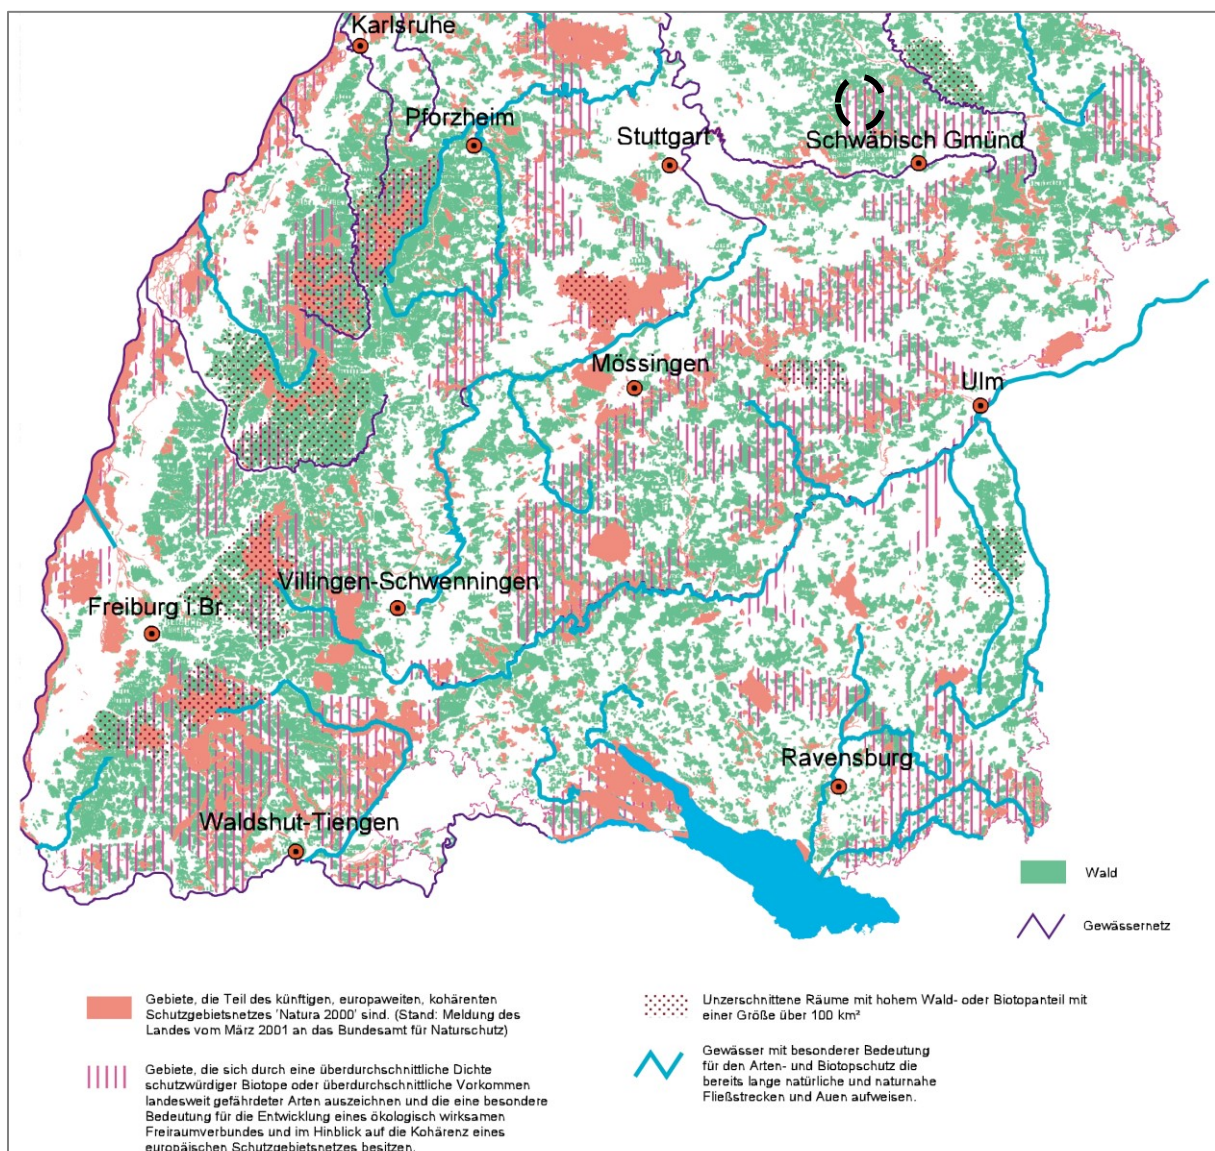 Karlsruhe
Pforzheim
Stuttgart
Schwäbisch Gmünd
Mössingen
Ulm
Villingen-Schwenningen
Freiburg i.Br.
Ravensburg
Waldshut-Tiengen
Wald
Gewässernetz
Gebiete, die Teil des künftigen, europaweiten, kohärenten
Schutzgebietsnetzes 'Natura 2000' sind. (Stand: Meldung des
Landes vom März 2001 an das Bundesamt für Naturschutz)
Gebiete, die sich durch eine überdurchschnittliche Dichte
schutzwürdiger Biotope oder überdurchschnittliche Vorkommen
landesweit gefährdeter Arten auszeichnen und die eine besondere
Bedeutung für die Entwicklung eines ökologisch wirksamen
Freiraumverbundes und im Hinblick auf die Kohärenz eines
europäischen Schutzgebietsnetzes besitzen.
Unzerschnittene Räume mit hohem Wald- oder Biotopanteil mit
einer Größe über 100 km²
Gewässer mit besonderer Bedeutung
für den Arten- und Biotopschutz die
bereits lange natürliche und naturnahe
Fließstrecken und Auen aufweisen.